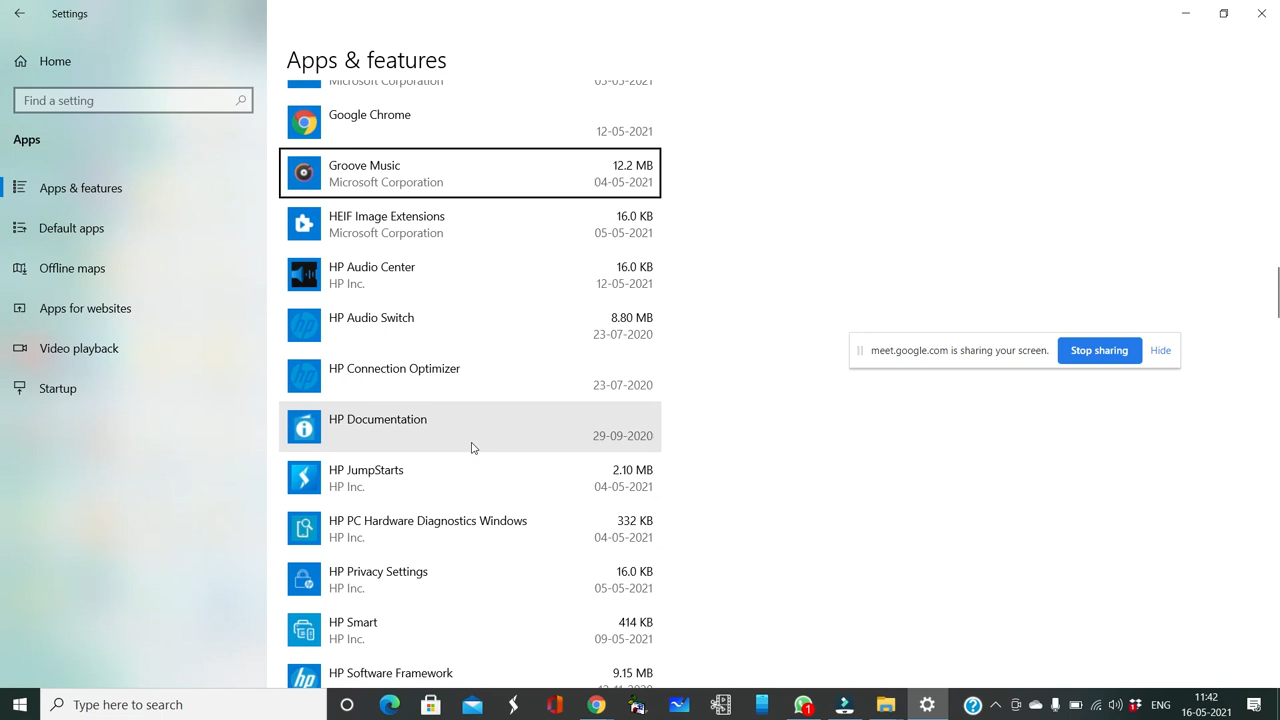 Settings
Home
Find a setting
Apps
Apps & features
Default apps
Offline maps
Apps for websites
Video playback
Startup
Apps & features
Microsoft Corporation 05-05-2021
Google Chrome
12-05-2021
Groove Music 12.2 MB
Microsoft Corporation 04-05-2021
HEIF Image Extensions 16.0 KB
Microsoft Corporation 05-05-2021
HP Audio Center 16.0 KB
HP Inc. 12-05-2021
HP Audio Switch 8.80 MB
23-07-2020
HP Connection Optimizer
23-07-2020
HP Documentation
29-09-2020
HP JumpStarts 2.10 MB
HP Inc. 04-05-2021
HP PC Hardware Diagnostics Windows 332 KB
HP Inc. 04-05-2021
HP Privacy Settings 16.0 KB
HP Inc. 05-05-2021
HP Smart 414 KB
HP Inc. 09-05-2021
HP Software Framework 9.15 MB
meet.google.com is sharing your screen. Stop sharing Hide
Type here to search
1
ENG
11:42
16-05-2021